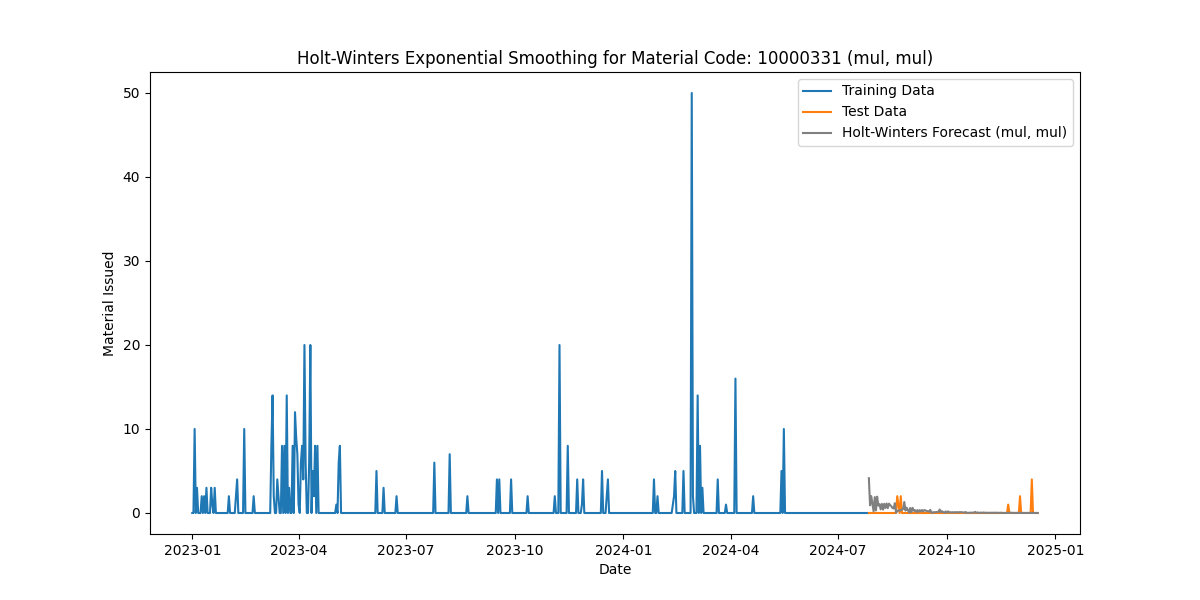 Holt-Winters Exponential Smoothing for Material Code: 10000331 (mul, mul)
Training Data
Test Data
Holt-Winters Forecast (mul, mul)
50
40
30
20
10
0
Material Issued
2023-01 2023-04 2023-07 2023-10 2024-01 2024-04 2024-07 2024-10 2025-01
Date